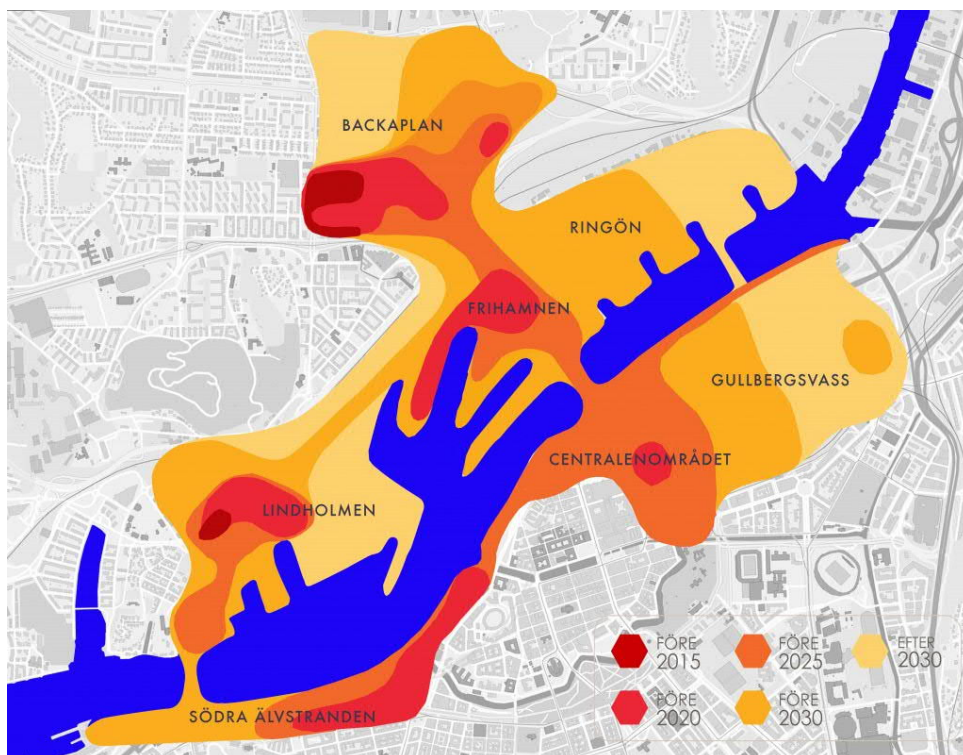 BACKAPLAN
RINGÖN
FRIHAMNEN
GULLBERGSVASS
CENTRALENOMRÅDET
LINDHOLMEN
SÖDRA ÄLVSTRANDEN
FÖRE
2015
FÖRE
2025
EFTER
2030
FÖRE
2020
FÖRE
2030